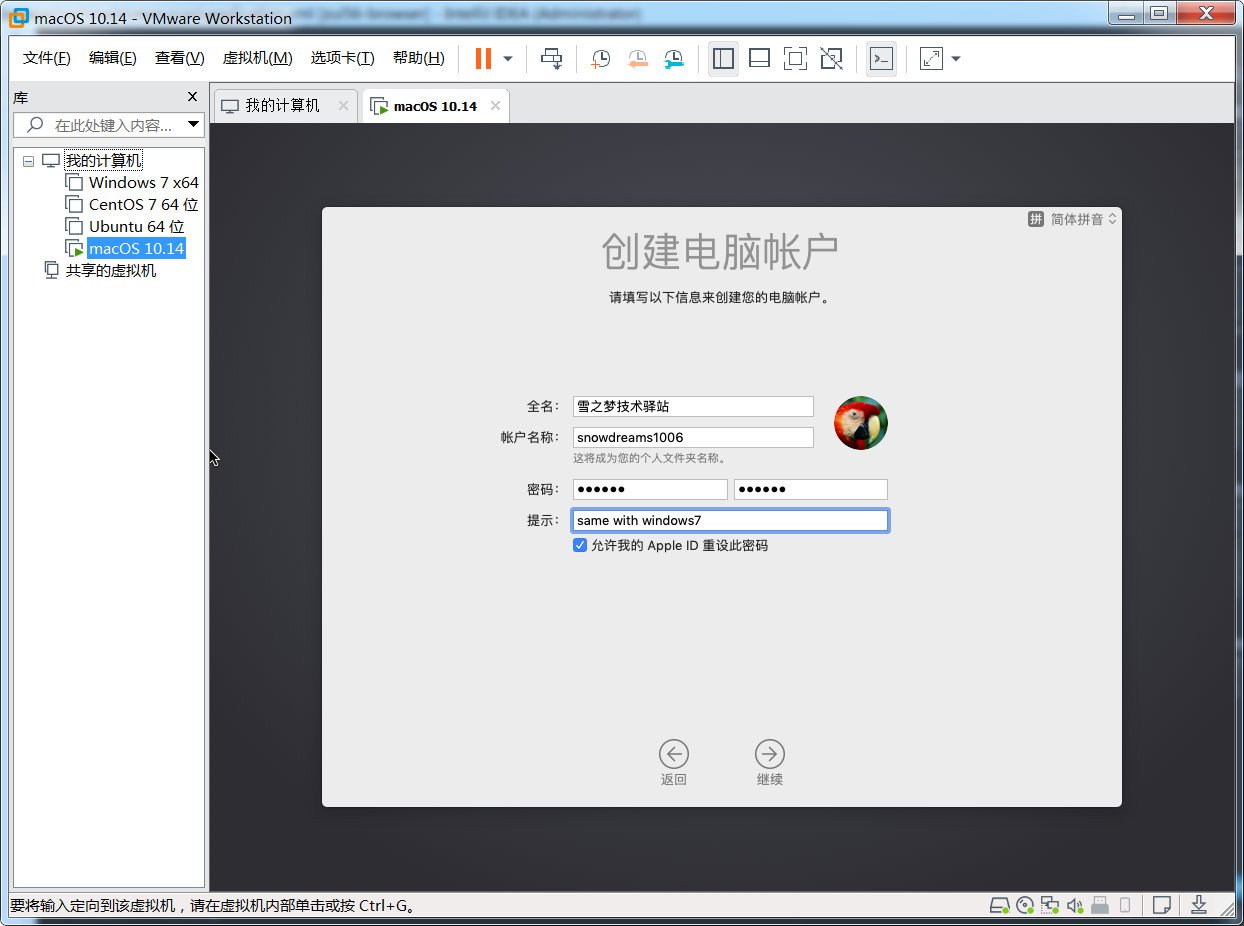 macOS 10.14 - VMware Workstation
文件(F) 编辑(E) 查看(V) 虚拟机(M) 选项卡(T) 帮助(H)
库
在此处键入内容...
我的计算机
Windows 7 x64
CentOS 7 64 位
Ubuntu 64 位
macOS 10.14
共享的虚拟机
我的计算机 macOS 10.14
拼 简体拼音
创建电脑帐户
请填写以下信息来创建您的电脑帐户。
全名: 雪之梦技术驿站
帐户名称: snowdreams1006
这将成为您的个人文件夹名称。
密码: ●●●●●● ●●●●●●
提示: same with windows7
允许我的 Apple ID 重设此密码
返回 继续
要将输入定向到该虚拟机，请在虚拟机内部单击或按 Ctrl+G。